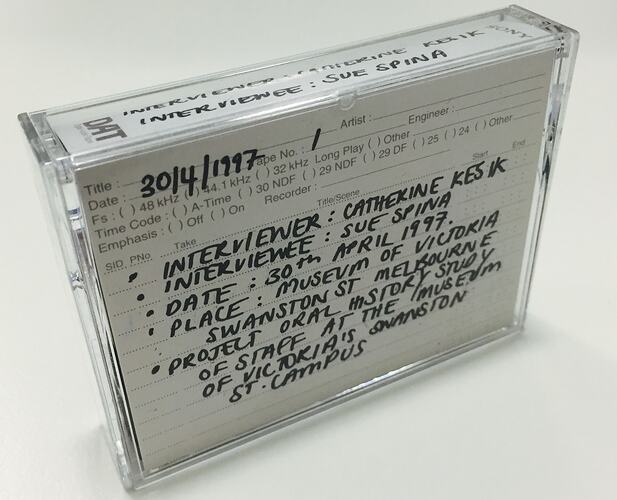 INTERVIEWER : CATHERINE KESIK SONY
DAT INTERVIEWEE : SUE SPINA
Title : Artist : Engineer :
Date : 30/4/1997 Tape No. : 1
Fs : ( ) 48 kHz ( ) 44.1 kHz ( ) 32 kHz Long Play ( ) Other
Time Code : ( ) A-Time ( ) 30 NDF ( ) 29 NDF ( ) 29 DF ( ) 25 ( ) 24 ( ) Other
Emphasis : ( ) Off ( ) On Recorder :
SID. PNo. Take Title/Scene Start End
• INTERVIEWER : CATHERINE KESIK
• INTERVIEWEE : SUE SPINA
• DATE : 30th APRIL 1997.
• PLACE : MUSEUM OF VICTORIA
SWANSTON ST MELBOURNE
• PROJECT ORAL HISTORY STUDY
OF STAFF AT THE MUSEUM
OF VICTORIA'S SWANSTON
ST. CAMPUS